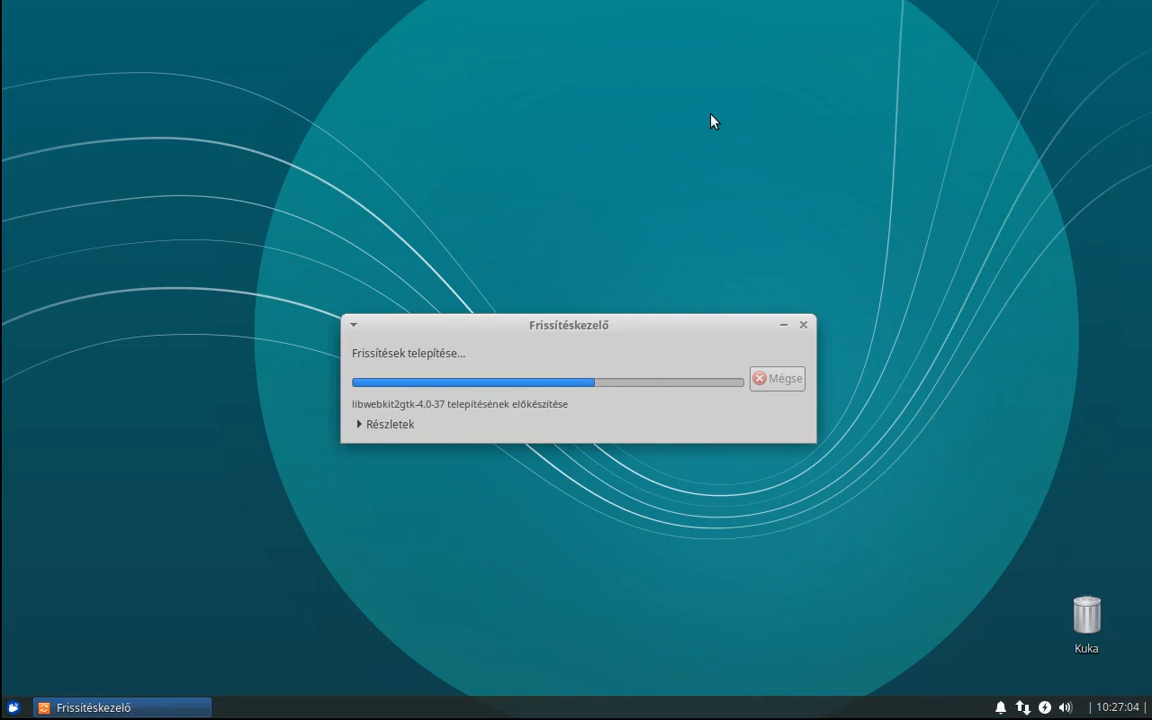 Frissítéskezelő
Frissítések telepítése...
Mégse
libwebkit2gtk-4.0-37 telepítésének előkészítése
Részletek
Kuka
Frissítéskezelő
10:27:04